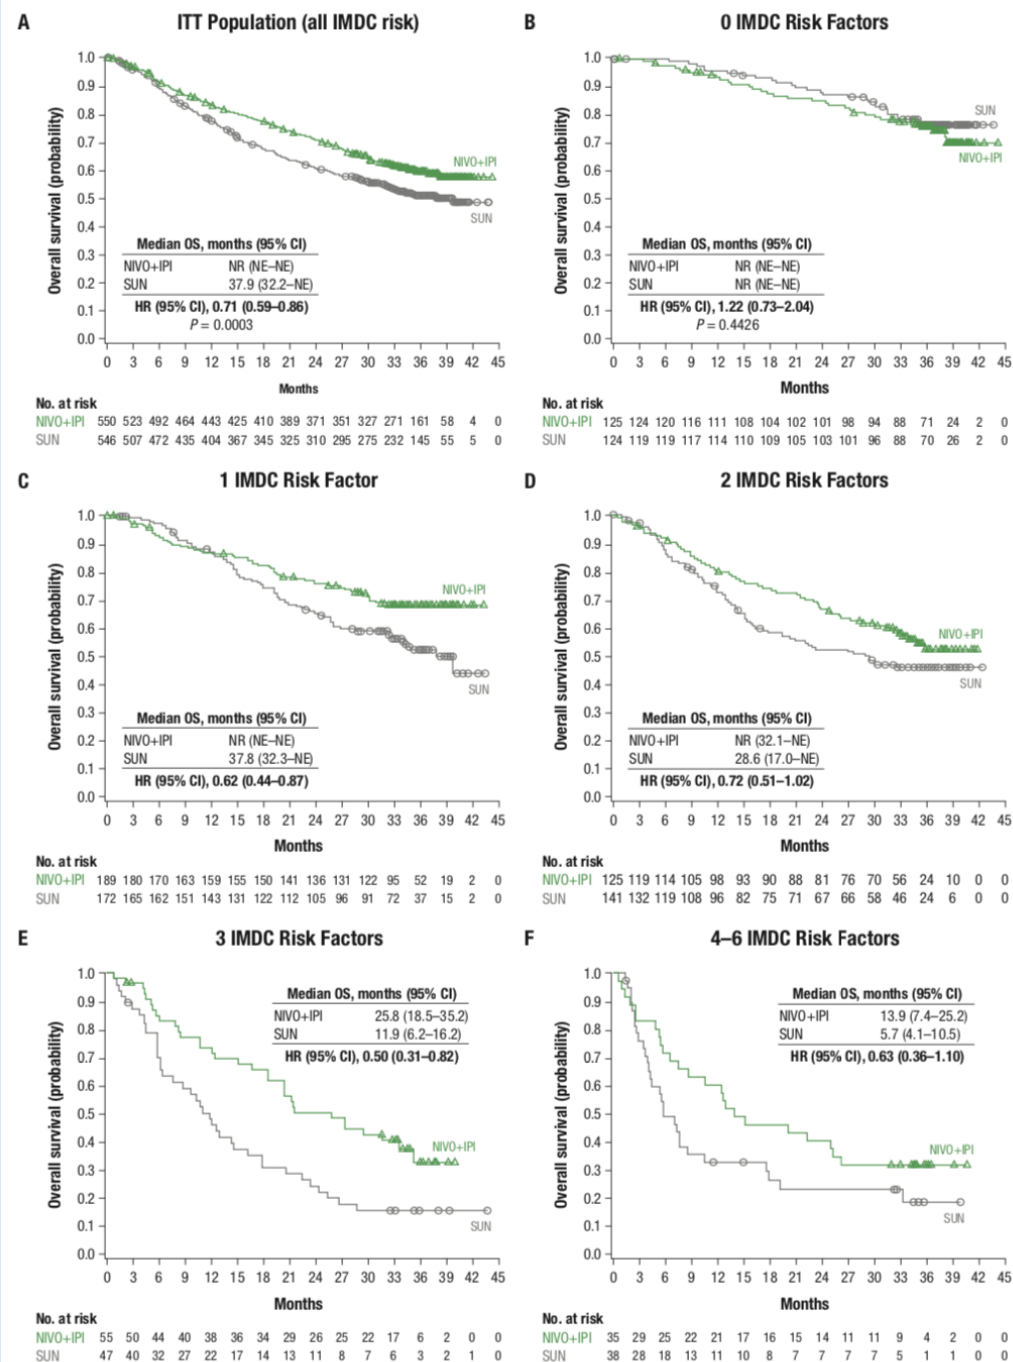 A
ITT Population (all IMDC risk)
Overall survival (probability)
1.0
0.9
0.8
0.7
0.6
0.5
0.4
0.3
0.2
0.1
0.0
NIVO+IPI
SUN
Median OS, months (95% CI)
NIVO+IPI NR (NE–NE)
SUN 37.9 (32.2–NE)
HR (95% CI), 0.71 (0.59–0.86)
P = 0.0003
0 3 6 9 12 15 18 21 24 27 30 33 36 39 42 45
Months
No. at risk
NIVO+IPI 550 523 492 464 443 425 410 389 371 351 327 271 161 58 4 0
SUN 546 507 472 435 404 367 345 325 310 295 275 232 145 55 5 0
B
0 IMDC Risk Factors
Overall survival (probability)
1.0
0.9
0.8
0.7
0.6
0.5
0.4
0.3
0.2
0.1
0.0
SUN
NIVO+IPI
Median OS, months (95% CI)
NIVO+IPI NR (NE–NE)
SUN NR (NE–NE)
HR (95% CI), 1.22 (0.73–2.04)
P = 0.4426
0 3 6 9 12 15 18 21 24 27 30 33 36 39 42 45
Months
No. at risk
NIVO+IPI 125 124 120 116 111 108 104 102 101 98 94 88 71 24 2 0
SUN 124 119 119 117 114 110 109 105 103 101 96 88 70 26 2 0
C
1 IMDC Risk Factor
Overall survival (probability)
1.0
0.9
0.8
0.7
0.6
0.5
0.4
0.3
0.2
0.1
0.0
NIVO+IPI
SUN
Median OS, months (95% CI)
NIVO+IPI NR (NE–NE)
SUN 37.8 (32.3–NE)
HR (95% CI), 0.62 (0.44–0.87)
0 3 6 9 12 15 18 21 24 27 30 33 36 39 42 45
Months
No. at risk
NIVO+IPI 189 180 170 163 159 155 150 141 136 131 122 95 52 19 2 0
SUN 172 165 162 151 143 131 122 112 105 96 91 72 37 15 2 0
D
2 IMDC Risk Factors
Overall survival (probability)
1.0
0.9
0.8
0.7
0.6
0.5
0.4
0.3
0.2
0.1
0.0
NIVO+IPI
SUN
Median OS, months (95% CI)
NIVO+IPI NR (32.1–NE)
SUN 28.6 (17.0–NE)
HR (95% CI), 0.72 (0.51–1.02)
0 3 6 9 12 15 18 21 24 27 30 33 36 39 42 45
Months
No. at risk
NIVO+IPI 125 119 114 105 98 93 90 88 81 76 70 56 24 10 0 0
SUN 141 132 119 108 96 82 75 71 67 66 58 46 24 6 0 0
E
3 IMDC Risk Factors
Overall survival (probability)
1.0
0.9
0.8
0.7
0.6
0.5
0.4
0.3
0.2
0.1
0.0
Median OS, months (95% CI)
NIVO+IPI 25.8 (18.5–35.2)
SUN 11.9 (6.2–16.2)
HR (95% CI), 0.50 (0.31–0.82)
NIVO+IPI
SUN
0 3 6 9 12 15 18 21 24 27 30 33 36 39 42 45
Months
No. at risk
NIVO+IPI 55 50 44 40 38 36 34 29 26 25 22 17 6 2 0 0
SUN 47 40 32 27 22 17 14 13 11 8 7 6 3 2 1 0
F
4–6 IMDC Risk Factors
Overall survival (probability)
1.0
0.9
0.8
0.7
0.6
0.5
0.4
0.3
0.2
0.1
0.0
Median OS, months (95% CI)
NIVO+IPI 13.9 (7.4–25.2)
SUN 5.7 (4.1–10.5)
HR (95% CI), 0.63 (0.36–1.10)
NIVO+IPI
SUN
0 3 6 9 12 15 18 21 24 27 30 33 36 39 42 45
Months
No. at risk
NIVO+IPI 35 29 25 22 21 17 16 15 14 11 11 9 4 2 0 0
SUN 38 28 18 13 11 10 8 7 7 7 7 5 1 1 0 0